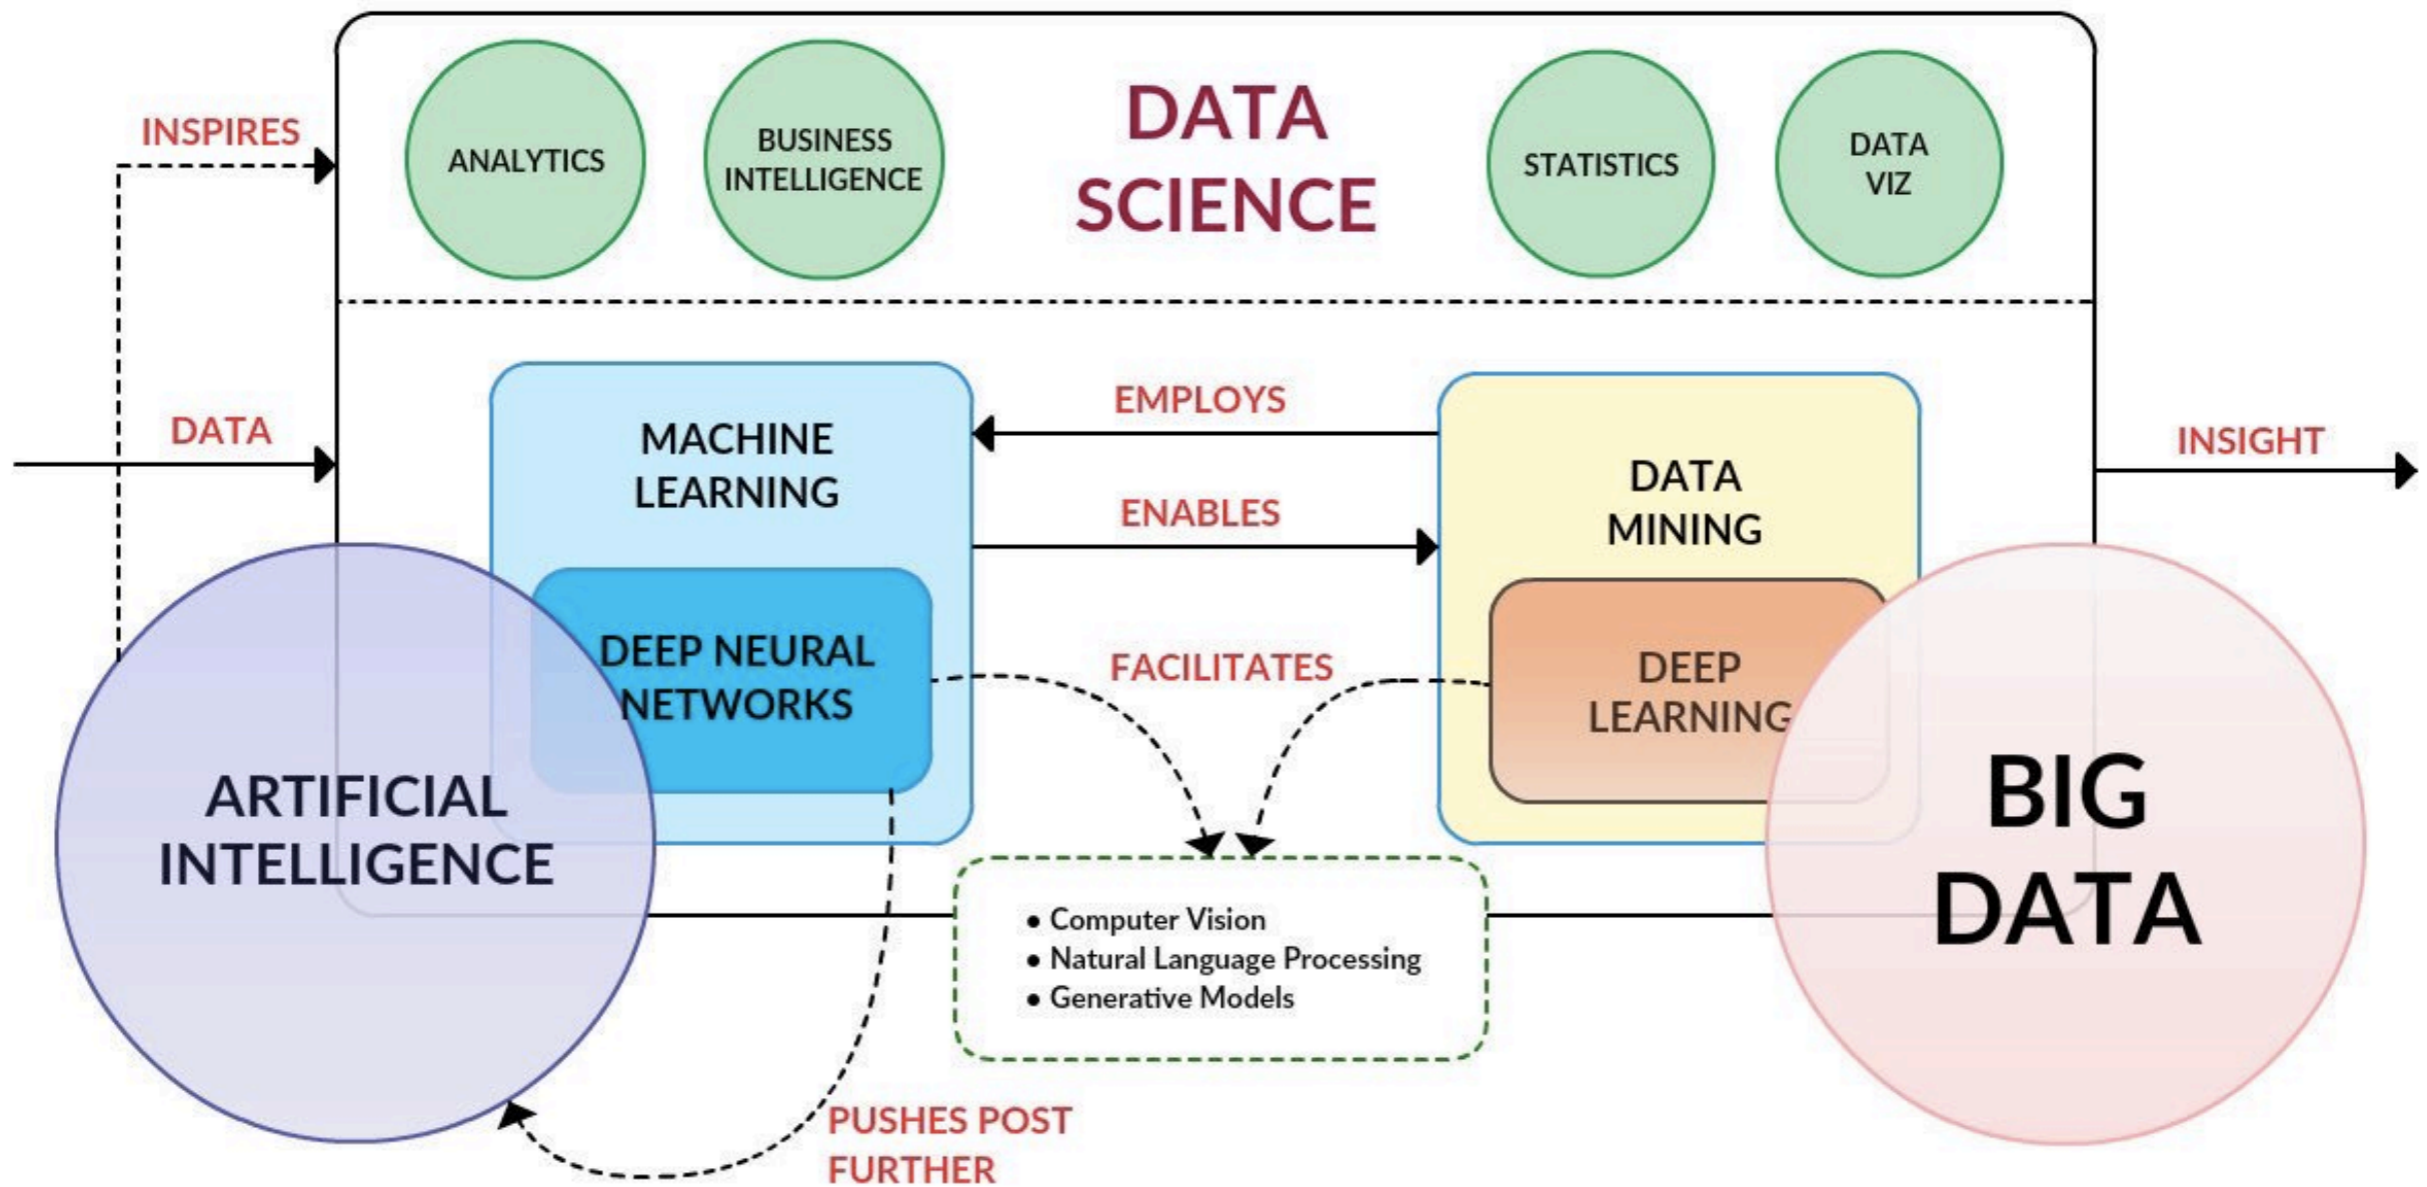 INSPIRES
ANALYTICS
BUSINESS
INTELLIGENCE
DATA
SCIENCE
STATISTICS
DATA
VIZ
DATA
MACHINE
LEARNING
EMPLOYS
ENABLES
DATA
MINING
INSIGHT
DEEP NEURAL
NETWORKS
FACILITATES
DEEP
LEARNING
ARTIFICIAL
INTELLIGENCE
BIG
DATA
• Computer Vision
• Natural Language Processing
• Generative Models
PUSHES POST
FURTHER